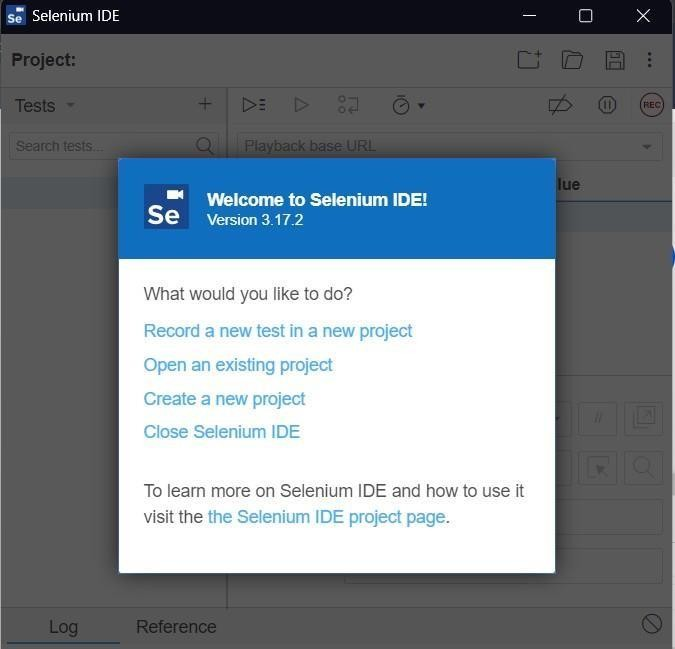 Se Selenium IDE
Project:
Tests
REC
Search tests...
Playback base URL
lue
Se
Welcome to Selenium IDE!
Version 3.17.2
What would you like to do?
Record a new test in a new project
Open an existing project
Create a new project
Close Selenium IDE
//
To learn more on Selenium IDE and how to use it
visit the the Selenium IDE project page.
Log
Reference